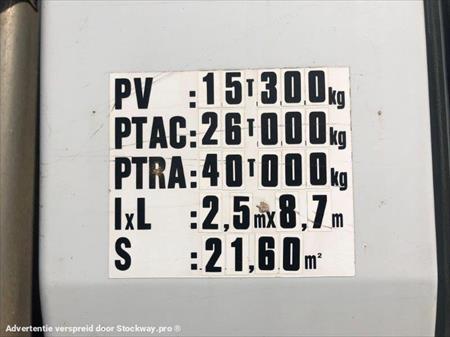 PV : 15T300kg
PTAC: 26T000kg
PTRA: 40T000kg
IxL : 2,5mx8,7m
S : 21,60m²
Advertentie verspreid door Stockway.pro ®